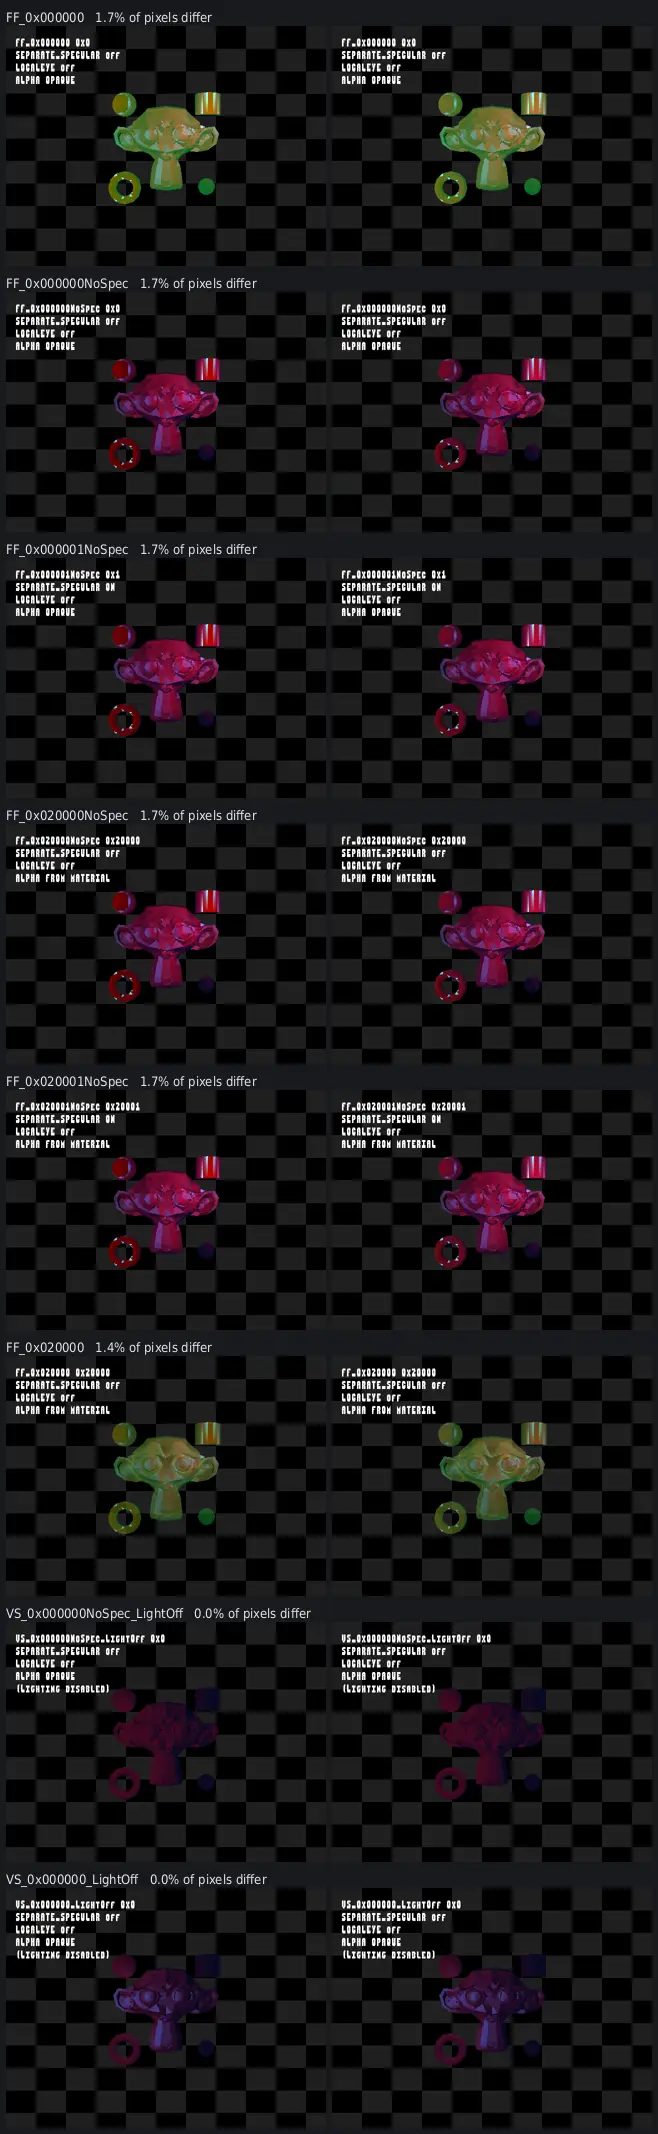 FF_0x000000 1.7% of pixels differ
FF_0x000000 0x0 FF_0x000000 0x0
SEPARATE_SPECULAR OFF SEPARATE_SPECULAR OFF
LOCALEYE OFF LOCALEYE OFF
ALPHA OPAQUE ALPHA OPAQUE
FF_0x000000NoSpec 1.7% of pixels differ
FF_0x000000NoSpec 0x0 FF_0x000000NoSpec 0x0
SEPARATE_SPECULAR OFF SEPARATE_SPECULAR OFF
LOCALEYE OFF LOCALEYE OFF
ALPHA OPAQUE ALPHA OPAQUE
FF_0x000001NoSpec 1.7% of pixels differ
FF_0x000001NoSpec 0x1 FF_0x000001NoSpec 0x1
SEPARATE_SPECULAR ON SEPARATE_SPECULAR ON
LOCALEYE OFF LOCALEYE OFF
ALPHA OPAQUE ALPHA OPAQUE
FF_0x020000NoSpec 1.7% of pixels differ
FF_0x020000NoSpec 0x20000 FF_0x020000NoSpec 0x20000
SEPARATE_SPECULAR OFF SEPARATE_SPECULAR OFF
LOCALEYE OFF LOCALEYE OFF
ALPHA FROM MATERIAL ALPHA FROM MATERIAL
FF_0x020001NoSpec 1.7% of pixels differ
FF_0x020001NoSpec 0x20001 FF_0x020001NoSpec 0x20001
SEPARATE_SPECULAR ON SEPARATE_SPECULAR ON
LOCALEYE OFF LOCALEYE OFF
ALPHA FROM MATERIAL ALPHA FROM MATERIAL
FF_0x020000 1.4% of pixels differ
FF_0x020000 0x20000 FF_0x020000 0x20000
SEPARATE_SPECULAR OFF SEPARATE_SPECULAR OFF
LOCALEYE OFF LOCALEYE OFF
ALPHA FROM MATERIAL ALPHA FROM MATERIAL
VS_0x000000NoSpec_LightOff 0.0% of pixels differ
VS_0x000000NoSpec_LightOff 0x0 VS_0x000000NoSpec_LightOff 0x0
SEPARATE_SPECULAR OFF SEPARATE_SPECULAR OFF
LOCALEYE OFF LOCALEYE OFF
ALPHA OPAQUE ALPHA OPAQUE
(LIGHTING DISABLED) (LIGHTING DISABLED)
VS_0x000000_LightOff 0.0% of pixels differ
VS_0x000000_LightOff 0x0 VS_0x000000_LightOff 0x0
SEPARATE_SPECULAR OFF SEPARATE_SPECULAR OFF
LOCALEYE OFF LOCALEYE OFF
ALPHA OPAQUE ALPHA OPAQUE
(LIGHTING DISABLED) (LIGHTING DISABLED)